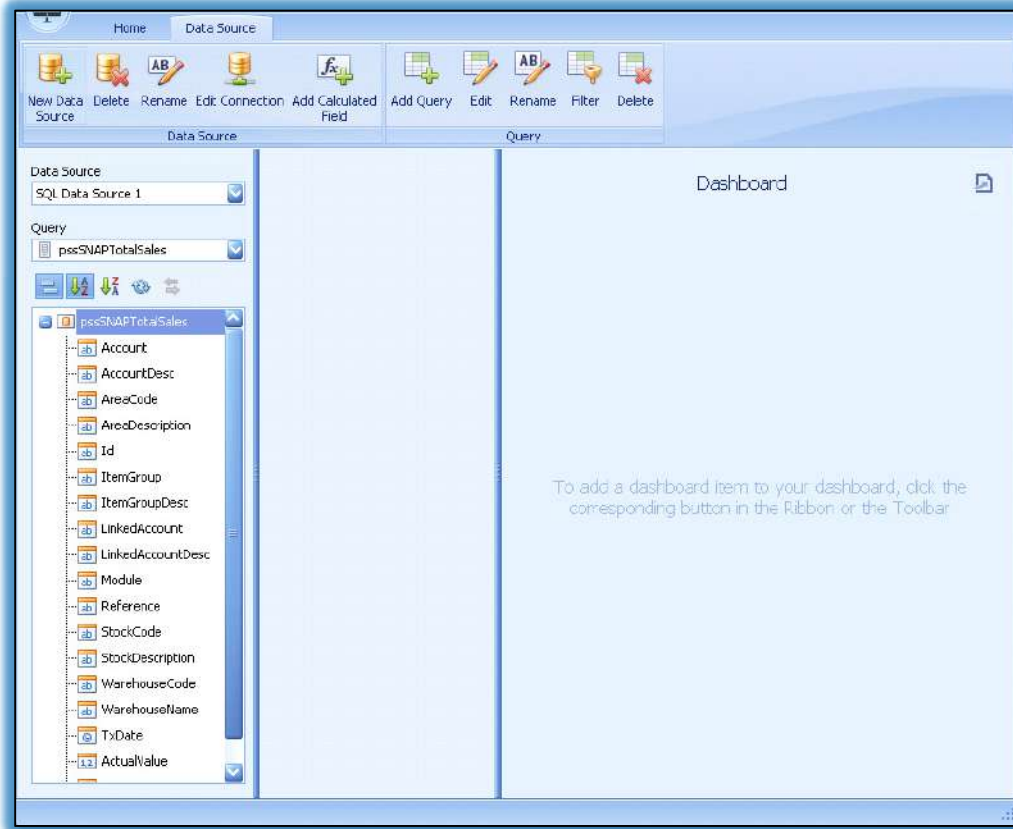 Home Data Source
New Data Source Delete Rename Edit Connection Add Calculated Field Add Query Edit Rename Filter Delete
Data Source Query
Data Source
SQL Data Source 1
Query
pssSNAPTotalSales
pssSNAPTotalSales
Account
AccountDesc
AreaCode
AreaDescription
Id
ItemGroup
ItemGroupDesc
LinkedAccount
LinkedAccountDesc
Module
Reference
StockCode
StockDescription
WarehouseCode
WarehouseName
TxDate
ActualValue
Dashboard
To add a dashboard item to your dashboard, click the
corresponding button in the Ribbon or the Toolbar